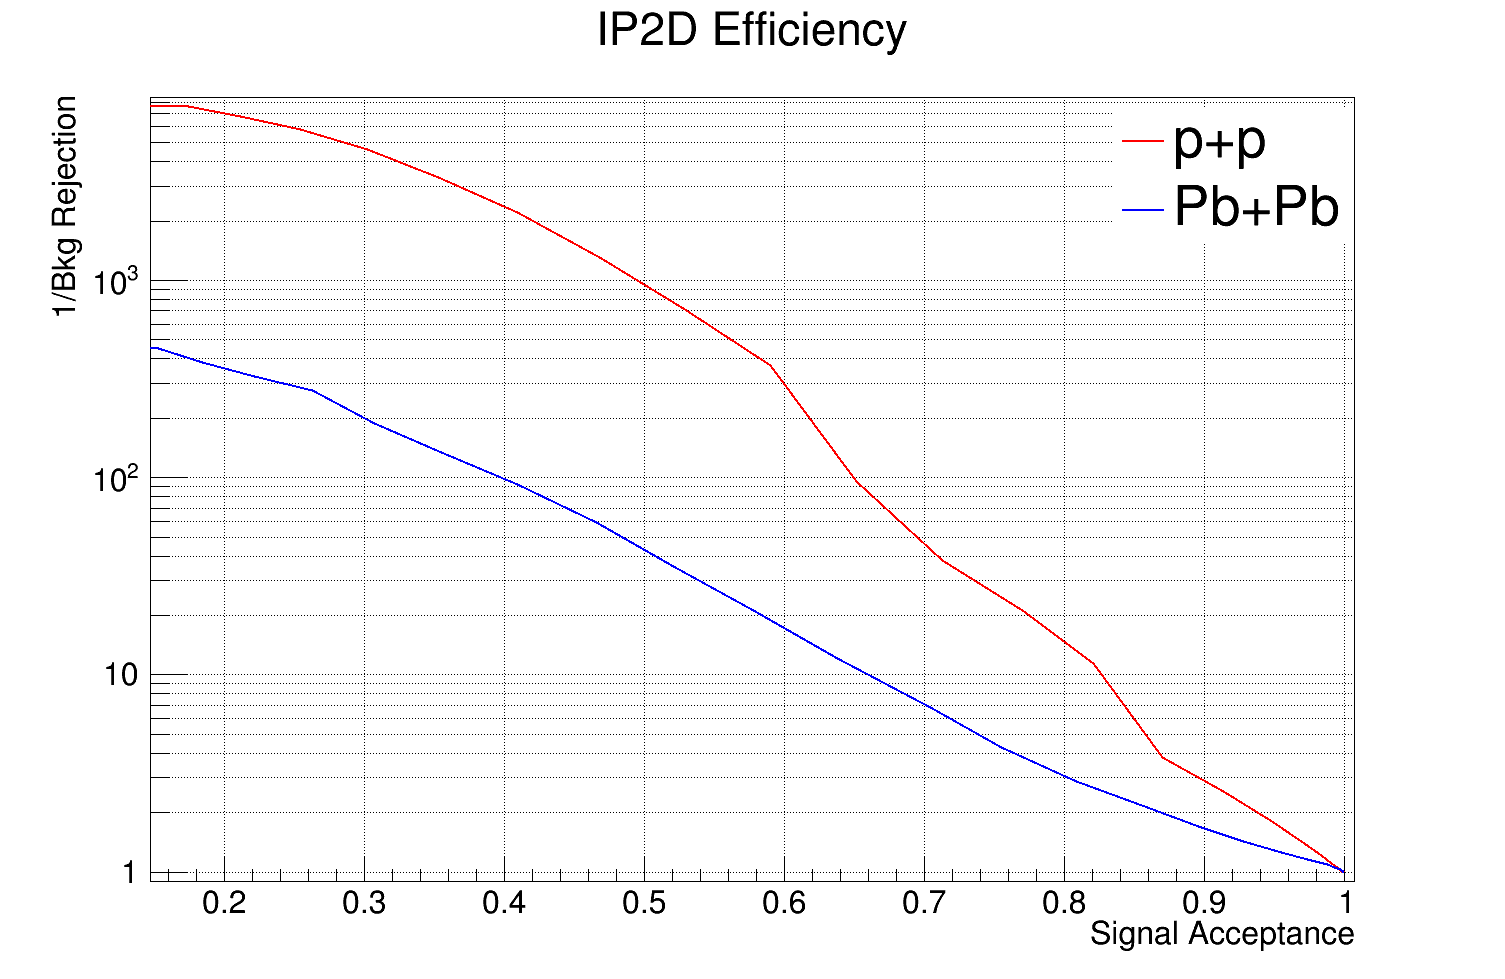 IP2D Efficiency
1/Bkg Rejection
p+p
Pb+Pb
10³
10²
10
1
0.2 0.3 0.4 0.5 0.6 0.7 0.8 0.9 1
Signal Acceptance